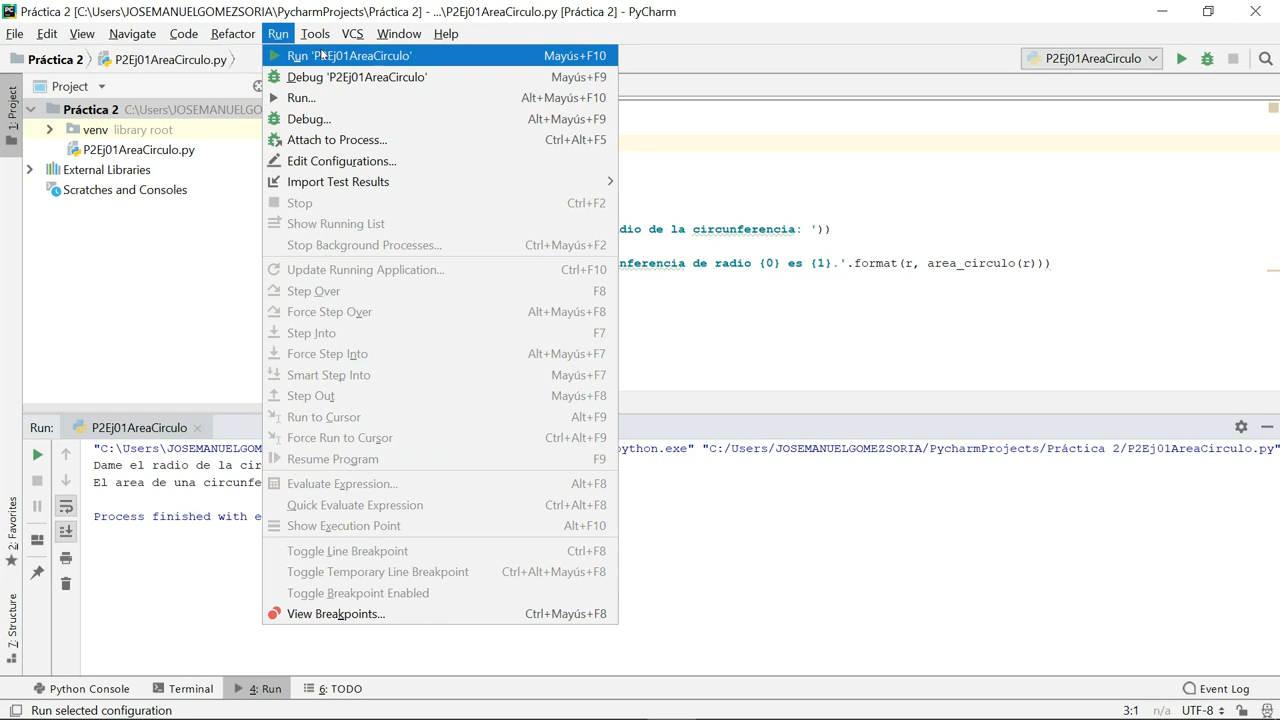 Práctica 2 [C:\Users\JOSEMANUELGOMEZSORIA\PycharmProjects\Práctica 2] - ...\P2Ej01AreaCirculo.py [Práctica 2] - PyCharm
File Edit View Navigate Code Refactor Run Tools VCS Window Help
Práctica 2 P2Ej01AreaCirculo.py
P2Ej01AreaCirculo
1: Project
Project
Práctica 2 C:\Users\JOSEMANUELGO
venv library root
P2Ej01AreaCirculo.py
External Libraries
Scratches and Consoles
Run 'P2Ej01AreaCirculo' Mayús+F10
Debug 'P2Ej01AreaCirculo' Mayús+F9
Run... Alt+Mayús+F10
Debug... Alt+Mayús+F9
Attach to Process... Ctrl+Alt+F5
Edit Configurations...
Import Test Results
Stop Ctrl+F2
Show Running List
Stop Background Processes... Ctrl+Mayús+F2
Update Running Application... Ctrl+F10
Step Over F8
Force Step Over Alt+Mayús+F8
Step Into F7
Force Step Into Alt+Mayús+F7
Smart Step Into Mayús+F7
Step Out Mayús+F8
Run to Cursor Alt+F9
Force Run to Cursor Ctrl+Alt+F9
Resume Program F9
Evaluate Expression... Alt+F8
Quick Evaluate Expression Ctrl+Alt+F8
Show Execution Point Alt+F10
Toggle Line Breakpoint Ctrl+F8
Toggle Temporary Line Breakpoint Ctrl+Alt+Mayús+F8
Toggle Breakpoint Enabled
View Breakpoints... Ctrl+Mayús+F8
dio de la circunferencia: '))
nferencia de radio {0} es {1}.'.format(r, area_circulo(r)))
Run: P2Ej01AreaCirculo
"C:\Users\JOSEMANUELGOM ython.exe" "C:/Users/JOSEMANUELGOMEZSORIA/PycharmProjects/Práctica 2/P2Ej01AreaCirculo.py"
Dame el radio de la cir
El area de una circunfe
Process finished with e
2: Favorites
7: Structure
Python Console Terminal 4: Run 6: TODO Event Log
Run selected configuration 3:1 n/a UTF-8